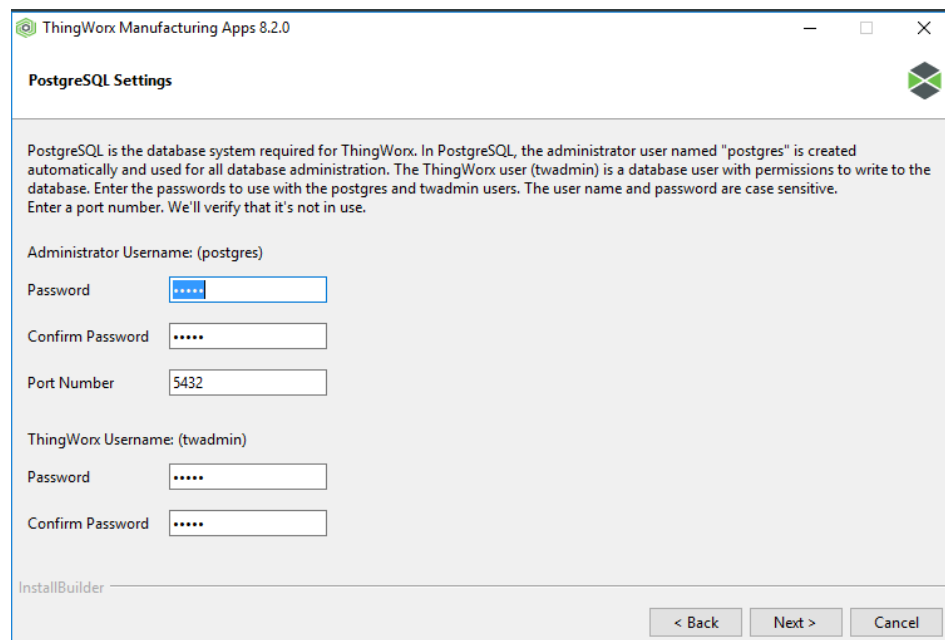 ThingWorx Manufacturing Apps 8.2.0
PostgreSQL Settings
PostgreSQL is the database system required for ThingWorx. In PostgreSQL, the administrator user named "postgres" is created
automatically and used for all database administration. The ThingWorx user (twadmin) is a database user with permissions to write to the
database. Enter the passwords to use with the postgres and twadmin users. The user name and password are case sensitive.
Enter a port number. We'll verify that it's not in use.
Administrator Username: (postgres)
Password •••••
Confirm Password •••••
Port Number 5432
ThingWorx Username: (twadmin)
Password •••••
Confirm Password •••••
InstallBuilder
< Back Next > Cancel